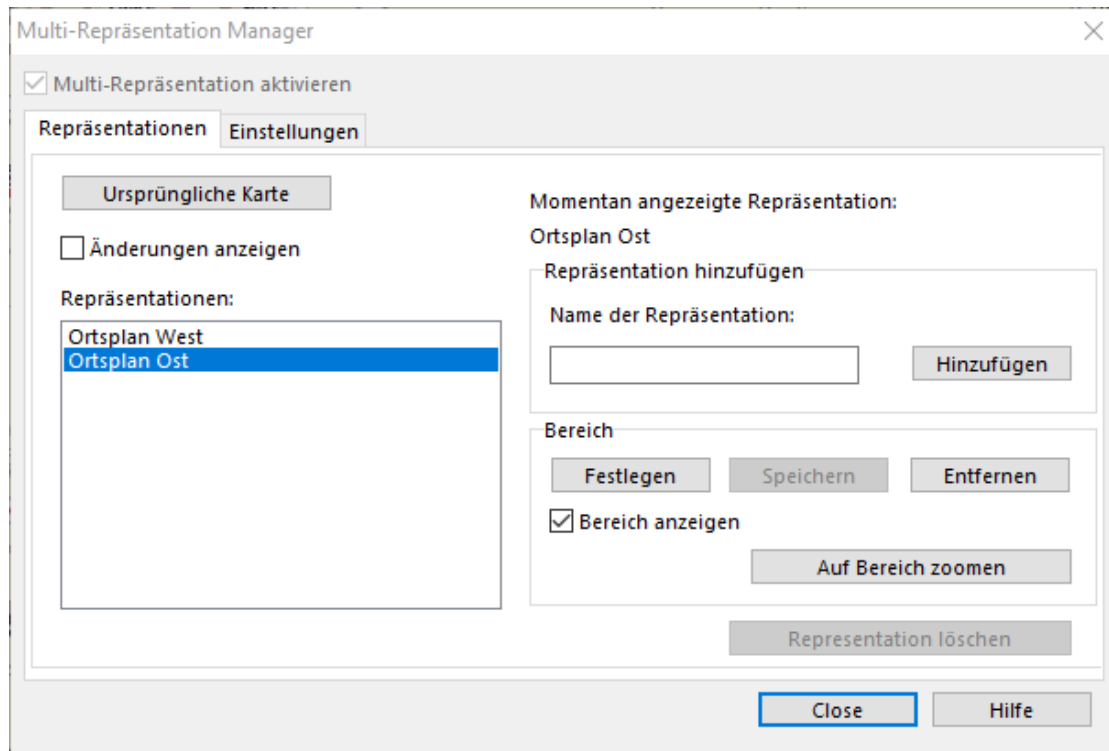 Multi-Repräsentation Manager
Multi-Repräsentation aktivieren
Repräsentationen
Einstellungen
Ursprüngliche Karte
Änderungen anzeigen
Repräsentationen:
Ortsplan West
Ortsplan Ost
Momentan angezeigte Repräsentation:
Ortsplan Ost
Repräsentation hinzufügen
Name der Repräsentation:
Hinzufügen
Bereich
Festlegen
Speichern
Entfernen
Bereich anzeigen
Auf Bereich zoomen
Representation löschen
Close
Hilfe